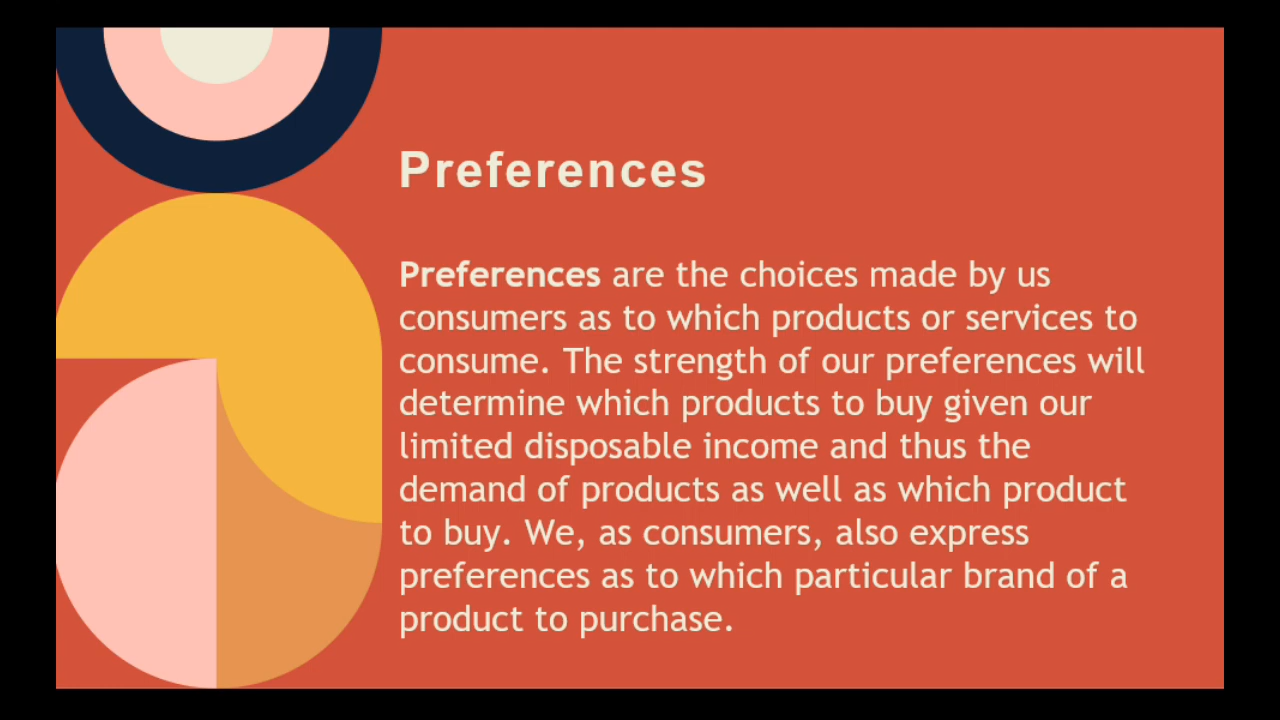 Preferences
Preferences are the choices made by us
consumers as to which products or services to
consume. The strength of our preferences will
determine which products to buy given our
limited disposable income and thus the
demand of products as well as which product
to buy. We, as consumers, also express
preferences as to which particular brand of a
product to purchase.